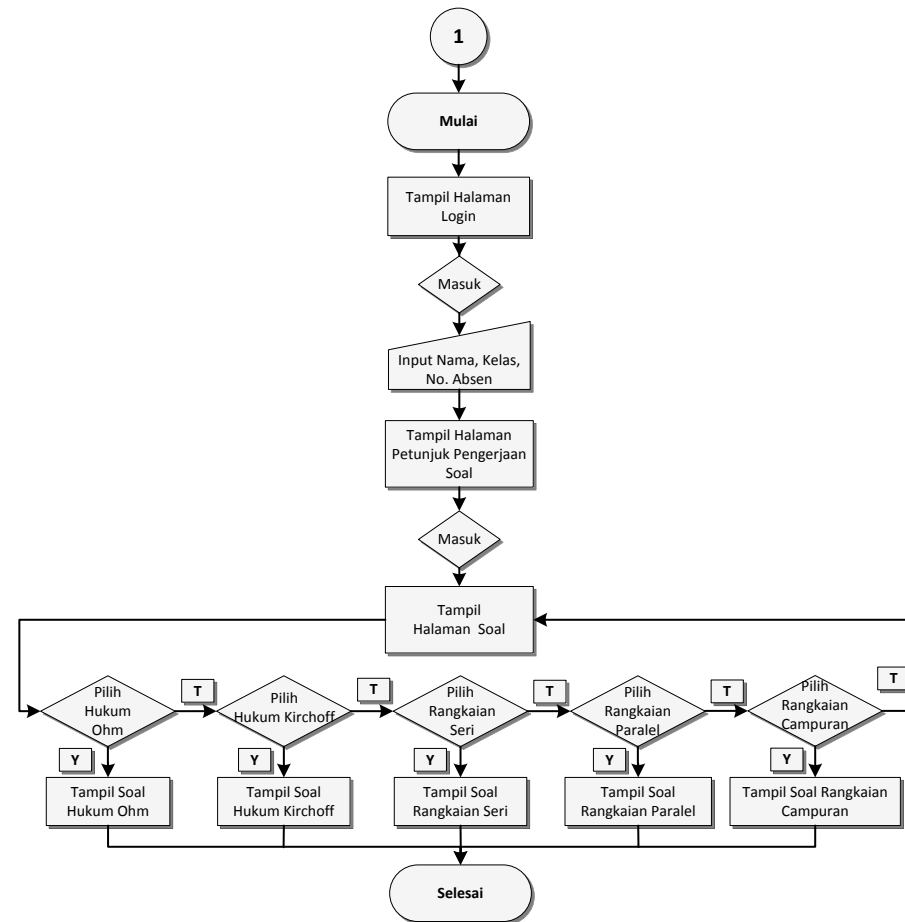 1
Mulai
Tampil Halaman
Login
Masuk
Input Nama, Kelas,
No. Absen
Tampil Halaman
Petunjuk Pengerjaan
Soal
Masuk
Tampil
Halaman Soal
Pilih
Hukum
Ohm
T
Pilih
Hukum Kirchoff
T
Pilih
Rangkaian
Seri
T
Pilih
Rangkaian
Paralel
T
Pilih
Rangkaian
Campuran
T
Y
Y
Y
Y
Y
Tampil Soal
Hukum Ohm
Tampil Soal
Hukum Kirchoff
Tampil Soal
Rangkaian Seri
Tampil Soal
Rangkaian Paralel
Tampil Soal Rangkaian
Campuran
Selesai